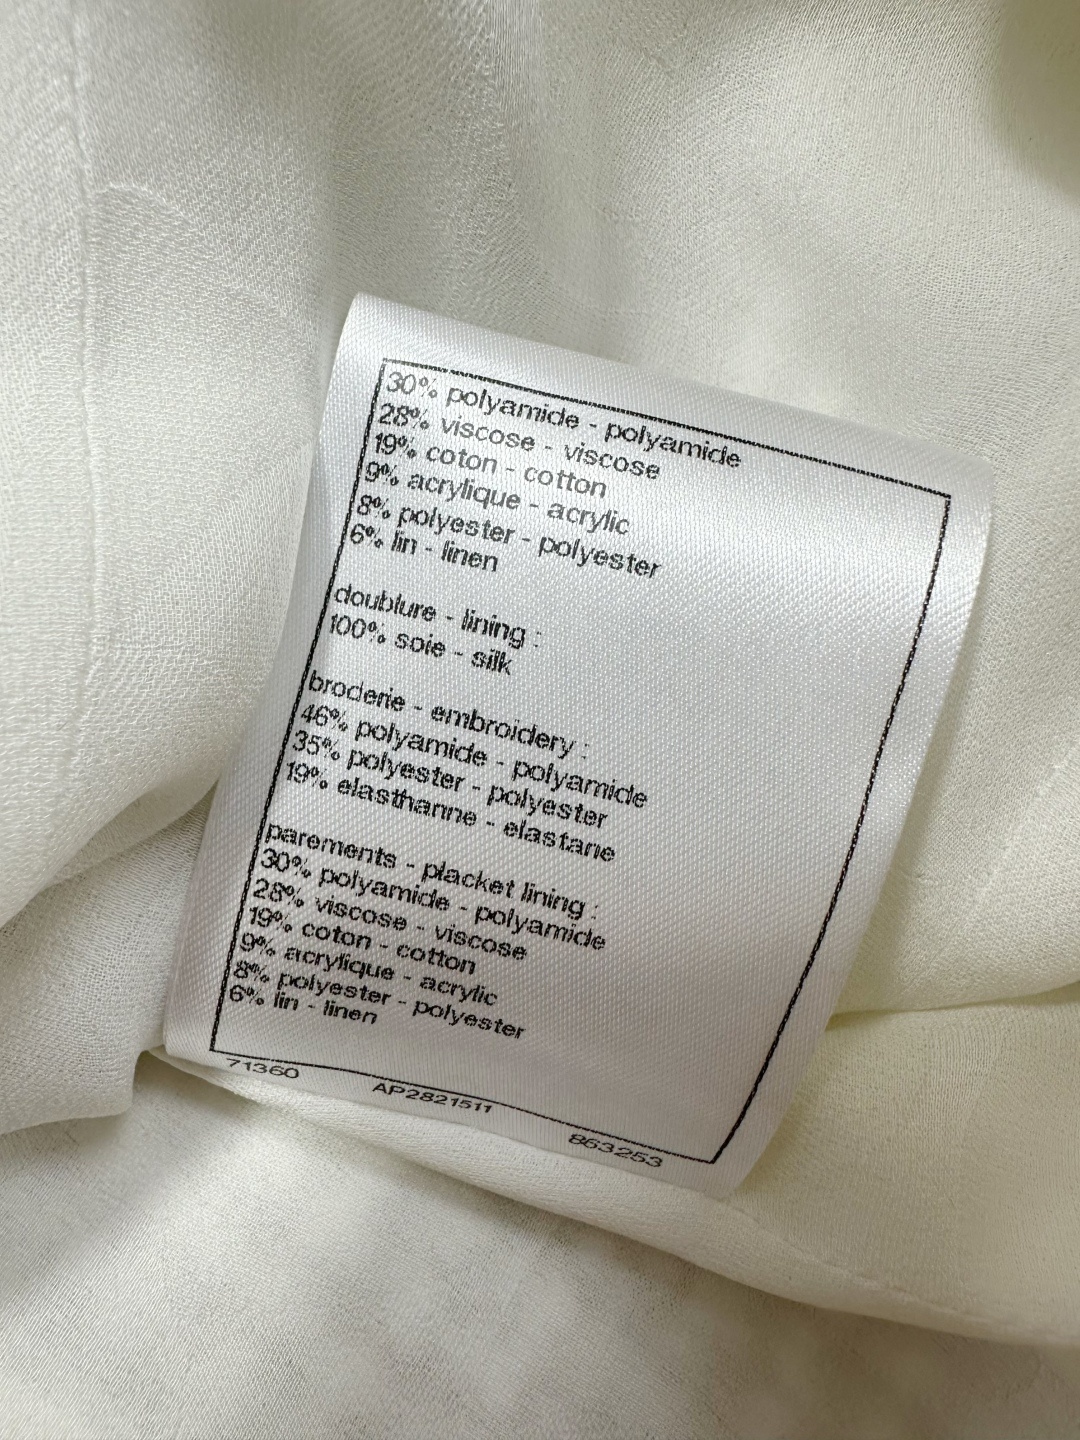 30% polyamide - polyamide
28% viscose - viscose
19% coton - cotton
9% acrylique - acrylic
8% polyester - polyester
6% lin - linen
doublure - lining :
100% soie - silk
broderie - embroidery :
46% polyamide - polyamide
35% polyester - polyester
19% elasthanne - elastane
parements - placket lining :
30% polyamide - polyamide
28% viscose - viscose
19% coton - cotton
9% acrylique - acrylic
8% polyester - polyester
6% lin - linen
71360 AP2821511 863253